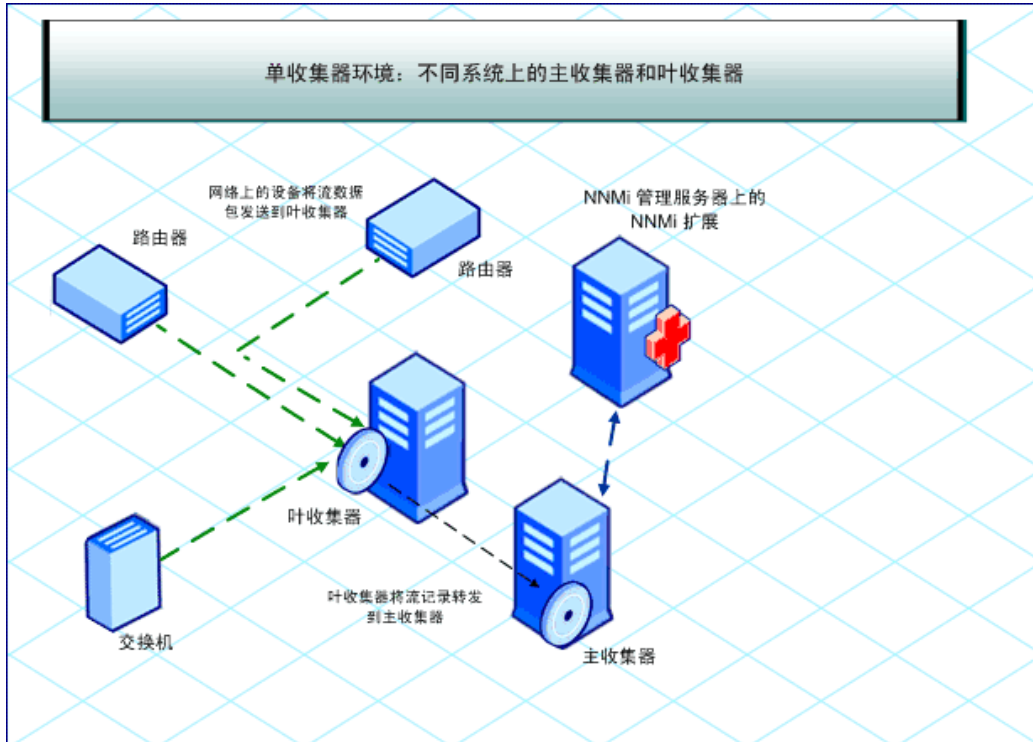 单收集器环境：不同系统上的主收集器和叶收集器
网络上的设备将流数据
包发送到叶收集器
NNMi 管理服务器上的
NNMi 扩展
路由器
路由器
叶收集器
叶收集器将流记录转发
到主收集器
交换机
主收集器